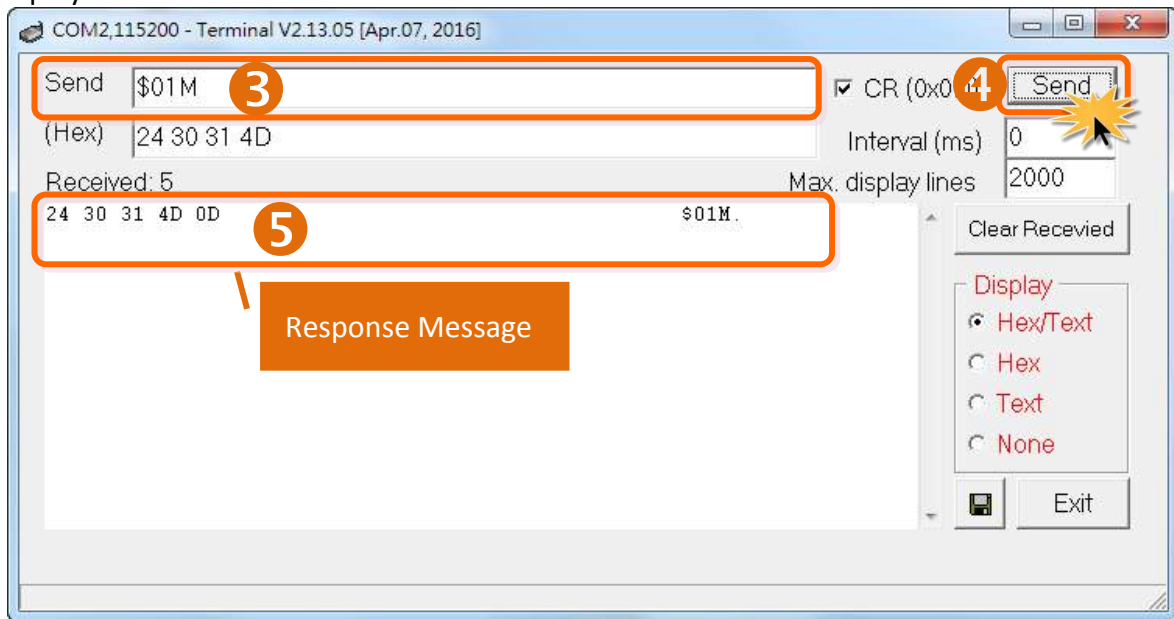 COM2,115200 - Terminal V2.13.05 [Apr.07, 2016]
Send $01M 3 CR (0x0 4 Send
(Hex) 24 30 31 4D Interval (ms) 0
Received: 5 Max. display lines 2000
24 30 31 4D 0D $01M.
5 Clear Recevied
Response Message
Display
Hex/Text
Hex
Text
None
Exit